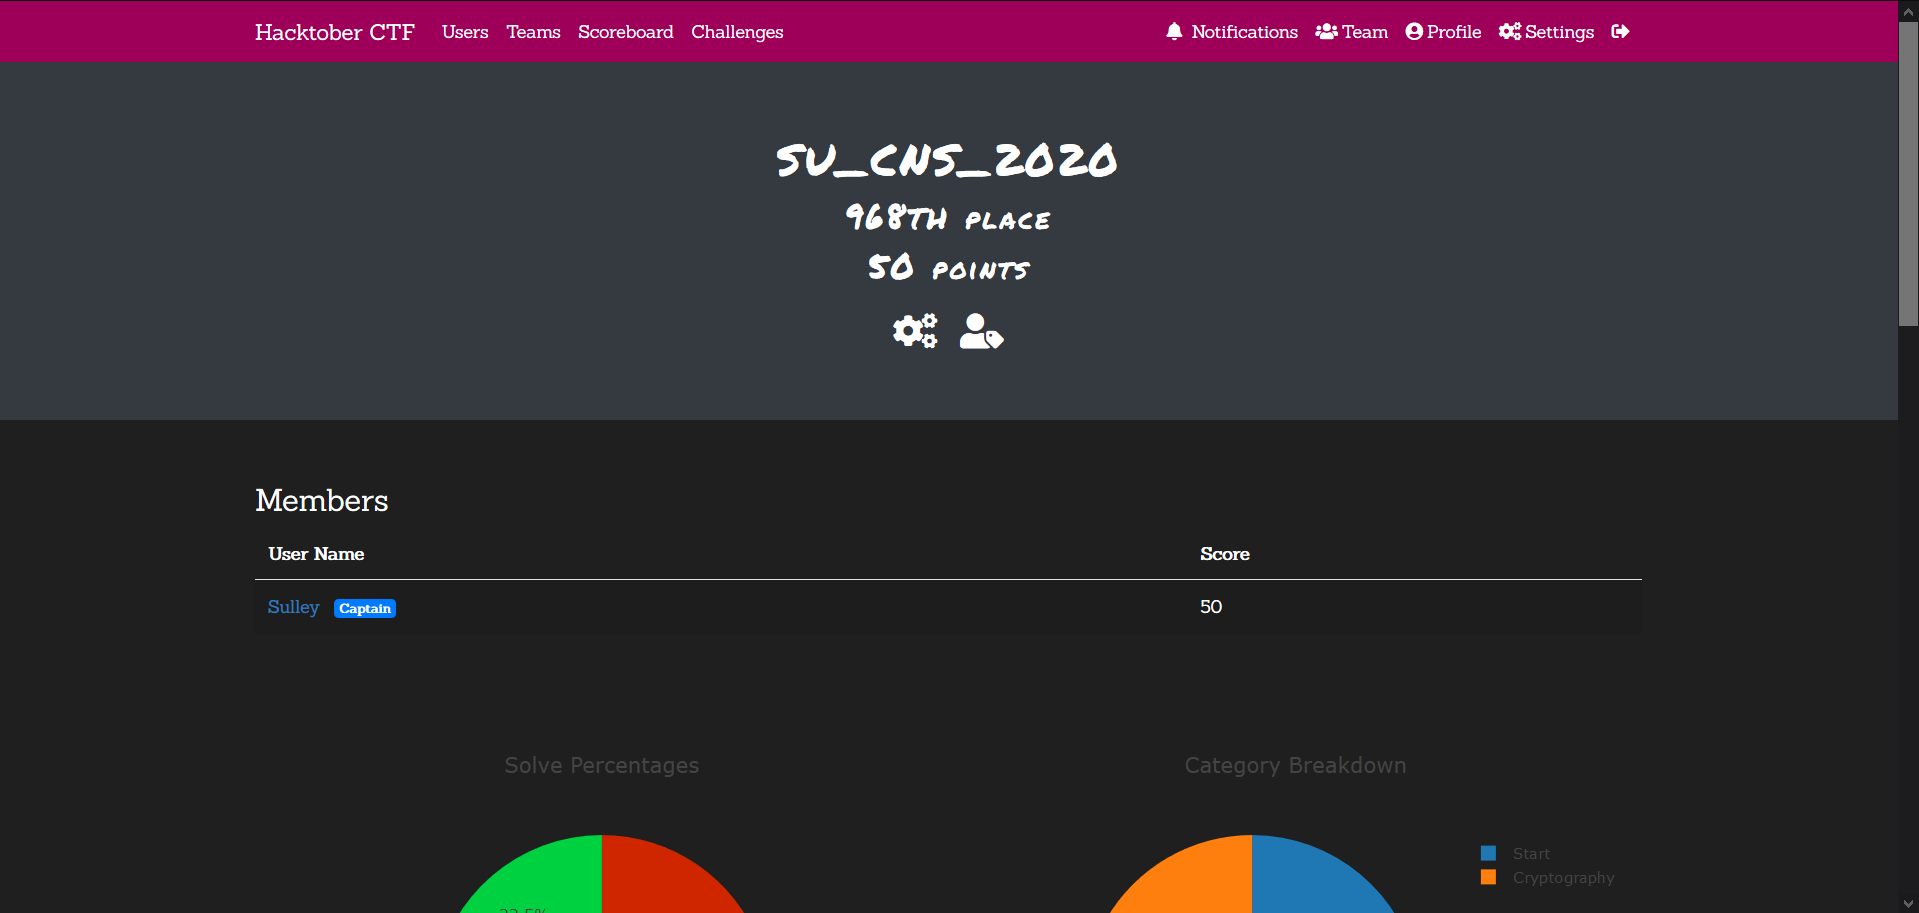 Hacktober CTF Users Teams Scoreboard Challenges Notifications Team Profile Settings
SU_CNS_2020
968TH PLACE
50 POINTS
Members
User Name Score
Sulley Captain 50
Solve Percentages Category Breakdown
Start
Cryptography